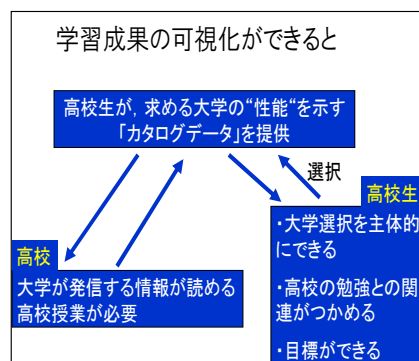 学習成果の可視化ができると
高校生が，求める大学の“性能“を示す
「カタログデータ」を提供
選択
高校生
・大学選択を主体的
にできる
・高校の勉強との関
連がつかめる
・目標ができる
高校
大学が発信する情報が読める
高校授業が必要